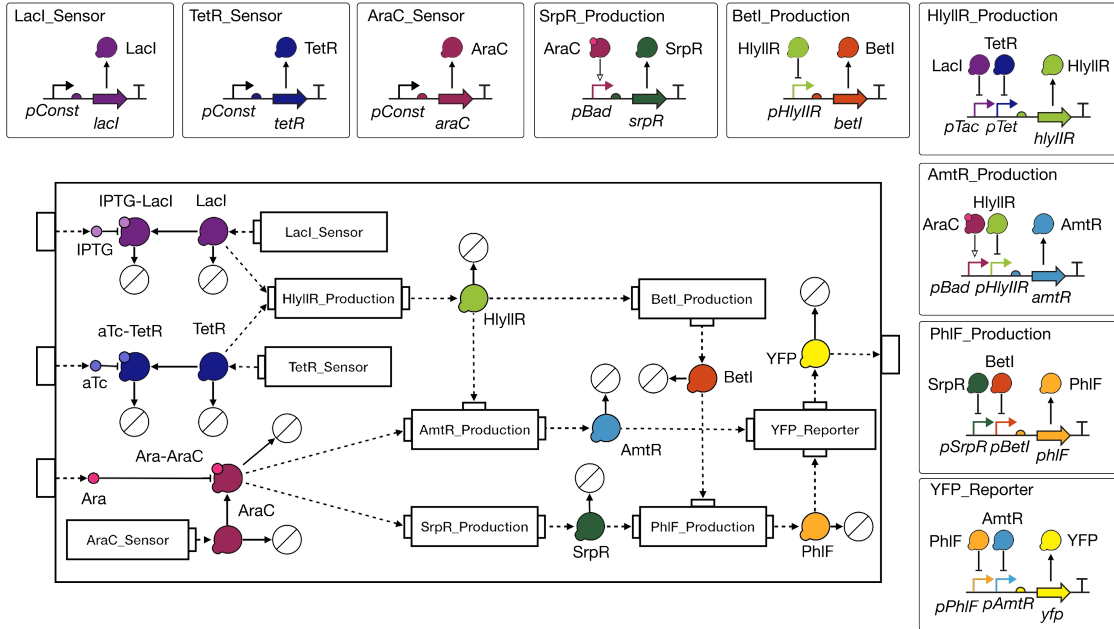 LacI_Sensor
LacI
pConst
lacI
TetR_Sensor
TetR
pConst
tetR
AraC_Sensor
AraC
pConst
araC
SrpR_Production
AraC
SrpR
pBad
srpR
BetI_Production
HlyIIR
BetI
pHlyIIR
betI
HlyIIR_Production
TetR
LacI
HlyIIR
pTac
pTet
hlyIIR
AmtR_Production
HlyIIR
AraC
AmtR
pBad
pHlyIIR
amtR
PhlF_Production
BetI
SrpR
PhlF
pSrpR
pBetI
phlF
YFP_Reporter
AmtR
PhlF
YFP
pPhlF
pAmtR
yfp
IPTG-LacI
LacI
IPTG
LacI_Sensor
HlyIIR_Production
HlyIIR
BetI_Production
aTc-TetR
TetR
aTc
TetR_Sensor
YFP
BetI
AmtR_Production
AmtR
YFP_Reporter
Ara-AraC
Ara
AraC
AraC_Sensor
SrpR_Production
SrpR
PhlF_Production
PhlF